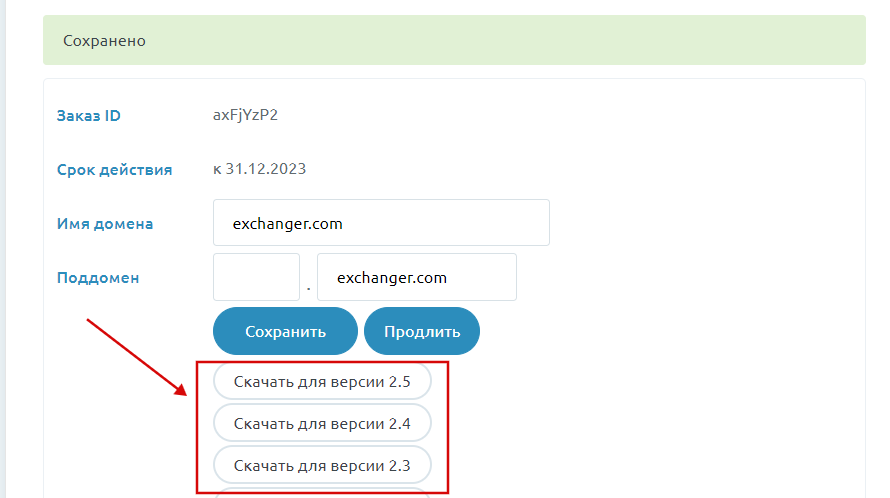 Сохранено
Заказ ID axFjYzP2
Срок действия к 31.12.2023
Имя домена exchanger.com
Поддомен . exchanger.com
Сохранить Продлить
Скачать для версии 2.5
Скачать для версии 2.4
Скачать для версии 2.3